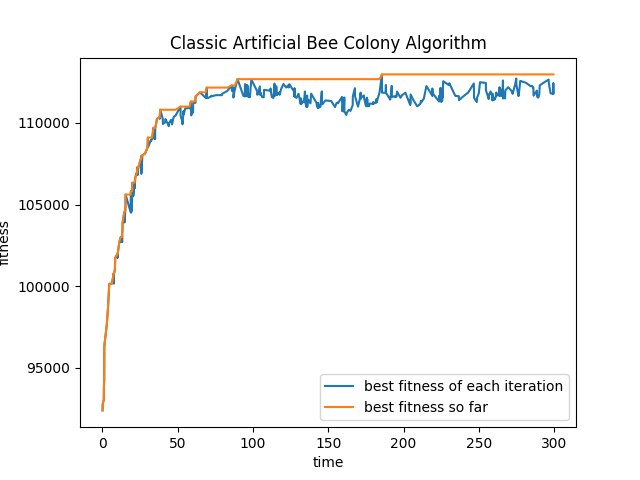 Classic Artificial Bee Colony Algorithm
fitness
110000
105000
100000
95000
0 50 100 150 200 250 300
time
best fitness of each iteration
best fitness so far